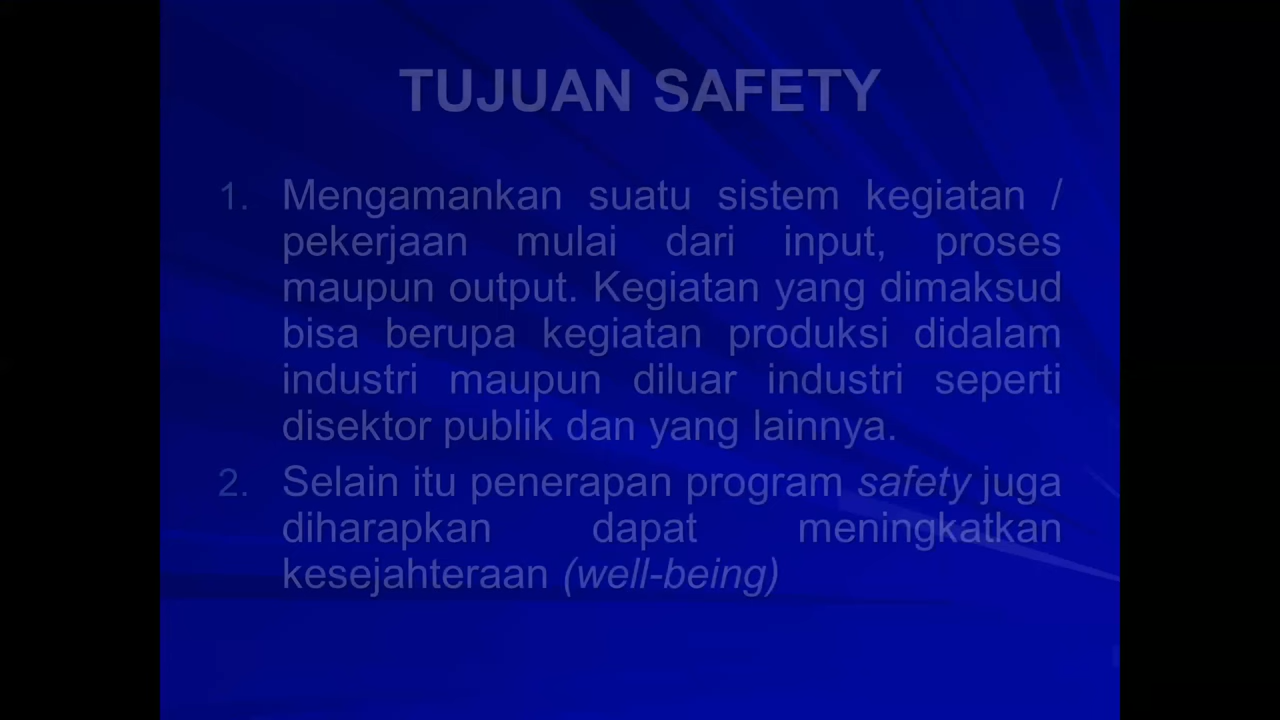 TUJUAN SAFETY
1. Mengamankan suatu sistem kegiatan /
pekerjaan mulai dari input, proses
maupun output. Kegiatan yang dimaksud
bisa berupa kegiatan produksi didalam
industri maupun diluar industri seperti
disektor publik dan yang lainnya.
2. Selain itu penerapan program safety juga
diharapkan dapat meningkatkan
kesejahteraan (well-being)